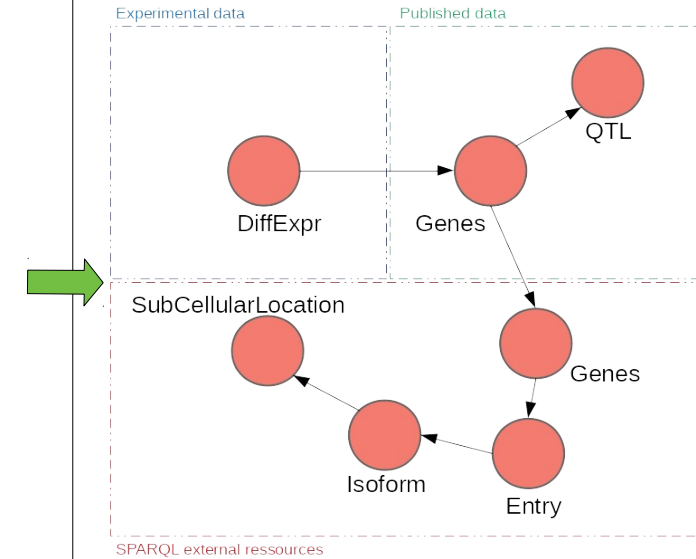 Experimental data
Published data
QTL
DiffExpr
Genes
SubCellularLocation
Genes
Isoform
Entry
SPARQL external ressources